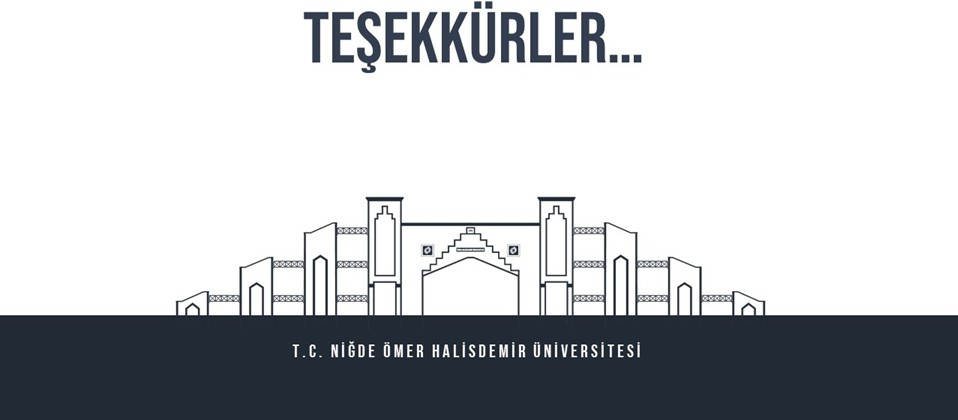 TEŞEKKÜRLER...
T.C. NİĞDE ÖMER HALİSDEMİR ÜNİVERSİTESİ